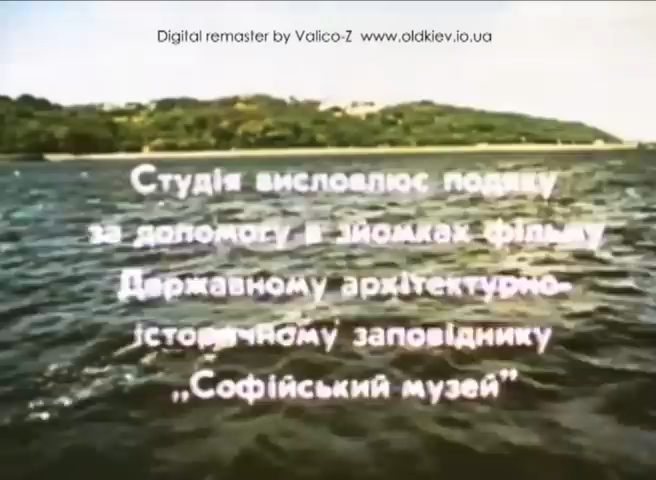 Digital remaster by Valico-Z www.oldkiev.io.ua
Студія висловлює подяку
за допомогу в зйомках фільму
Державному архітектурно-
історичному заповіднику
„Софійський музей"